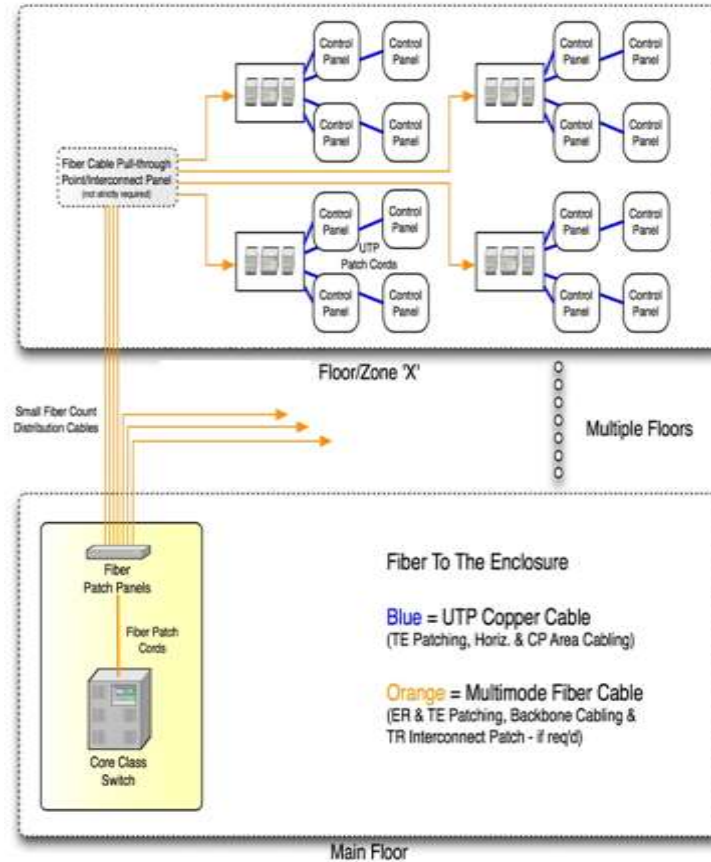 Control
Panel
Control
Panel
Control
Panel
Control
Panel
Control
Panel
Control
Panel
Control
Panel
Control
Panel
Fiber Cable Pull-through
Point/Interconnect Panel
(not strictly required)
Control
Panel
Control
Panel
Control
Panel
Control
Panel
UTP
Patch Cords
Control
Panel
Control
Panel
Control
Panel
Control
Panel
Floor/Zone 'X'
Small Fiber Count
Distribution Cables
Multiple Floors
Fiber
Patch Panels
Fiber Patch
Cords
Core Class
Switch
Fiber To The Enclosure
Blue = UTP Copper Cable
(TE Patching, Horiz. & CP Area Cabling)
Orange = Multimode Fiber Cable
(ER & TE Patching, Backbone Cabling &
TR Interconnect Patch - if req'd)
Main Floor